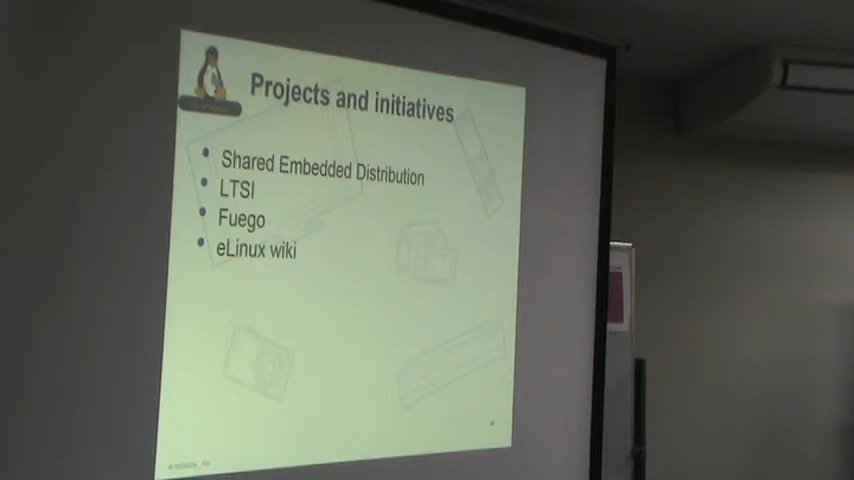 Projects and initiatives
Shared Embedded Distribution
LTSI
Fuego
eLinux wiki